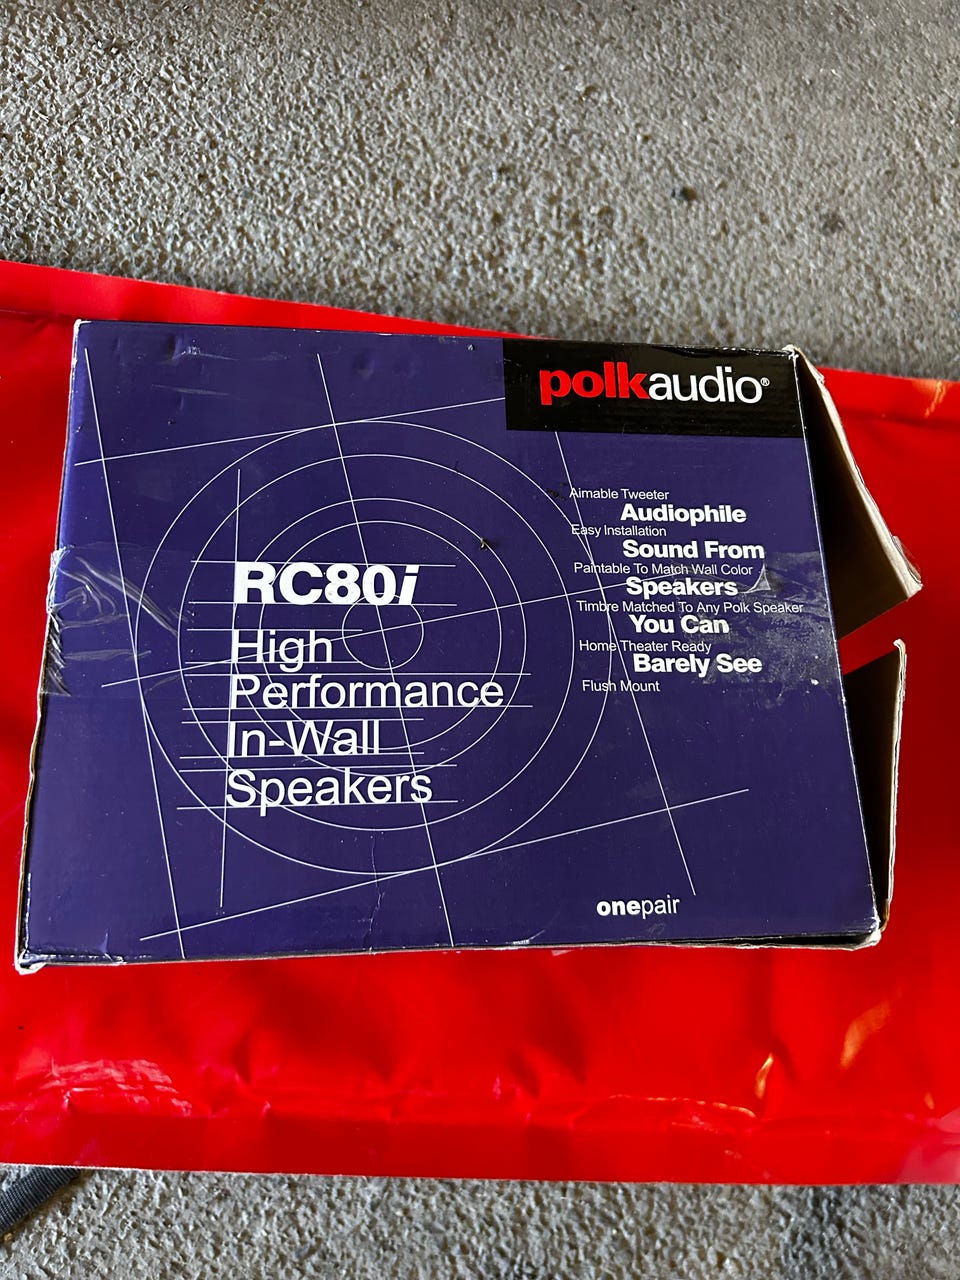 polkaudio®
Aimable Tweeter
Audiophile
Easy Installation
Sound From
Paintable To Match Wall Color
Speakers
Timbre Matched To Any Polk Speaker
You Can
Home Theater Ready
Barely See
Flush Mount
RC80i
High
Performance
In-Wall
Speakers
onepair